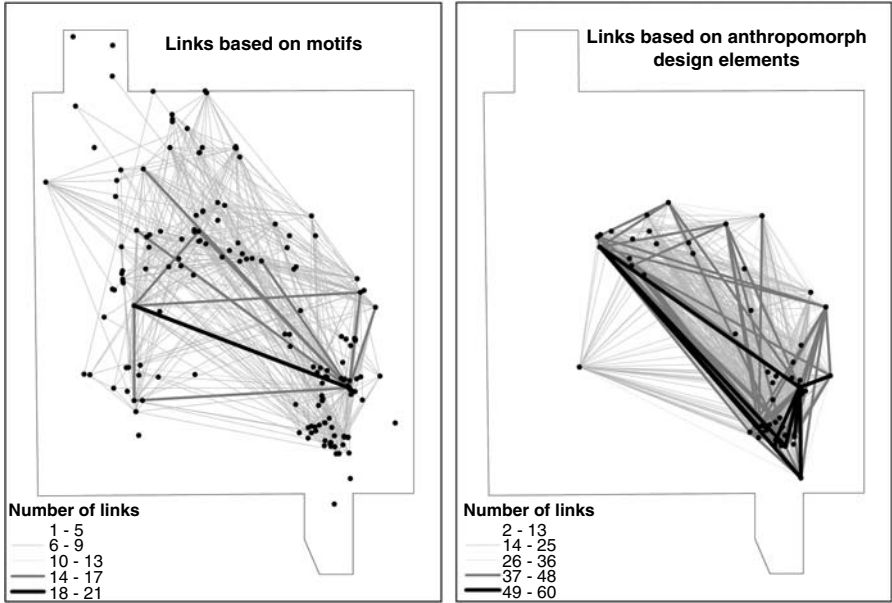 Links based on motifs
Number of links
1 - 5
6 - 9
10 - 13
14 - 17
18 - 21
Links based on anthropomorph
design elements
Number of links
2 - 13
14 - 25
26 - 36
37 - 48
49 - 60